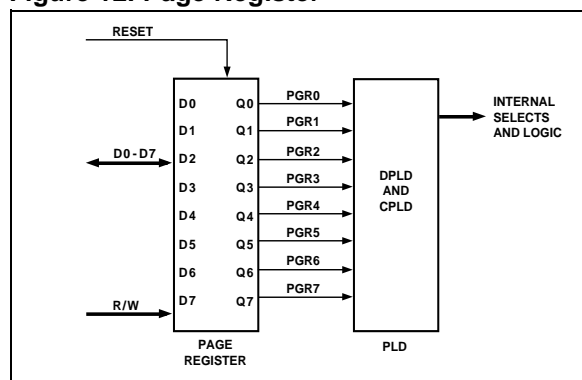 Figure 12. Page Register
RESET
D0 Q0 PGR0
D1 Q1 PGR1
D0-D7 D2 Q2 PGR2
D3 Q3 PGR3
D4 Q4 PGR4
D5 Q5 PGR5
D6 Q6 PGR6
R/W D7 Q7 PGR7
DPLD
AND
CPLD
INTERNAL
SELECTS
AND LOGIC
PAGE
REGISTER
PLD